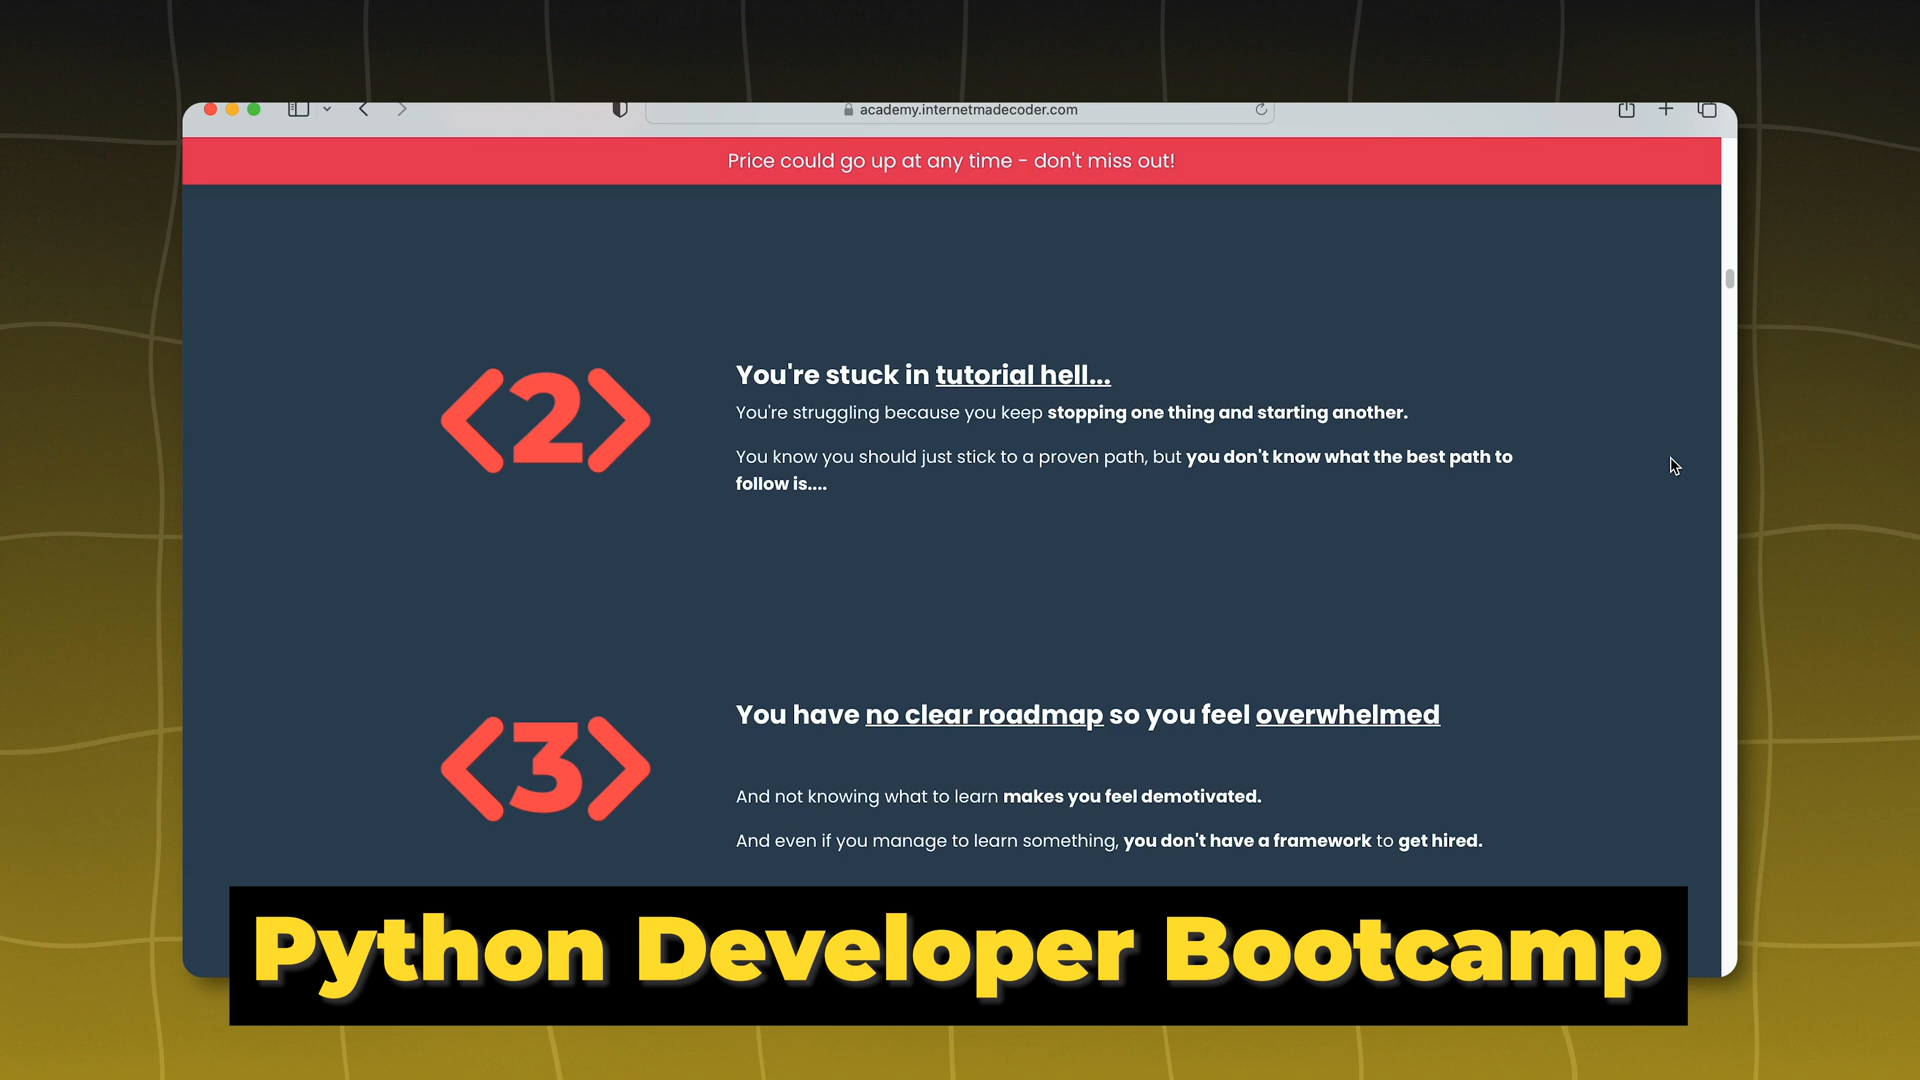 academy.internetmadecoder.com
Price could go up at any time - don't miss out!
<2>
You're stuck in tutorial hell...
You're struggling because you keep stopping one thing and starting another.
You know you should just stick to a proven path, but you don't know what the best path to
follow is....
<3>
You have no clear roadmap so you feel overwhelmed
And not knowing what to learn makes you feel demotivated.
And even if you manage to learn something, you don't have a framework to get hired.
Python Developer Bootcamp